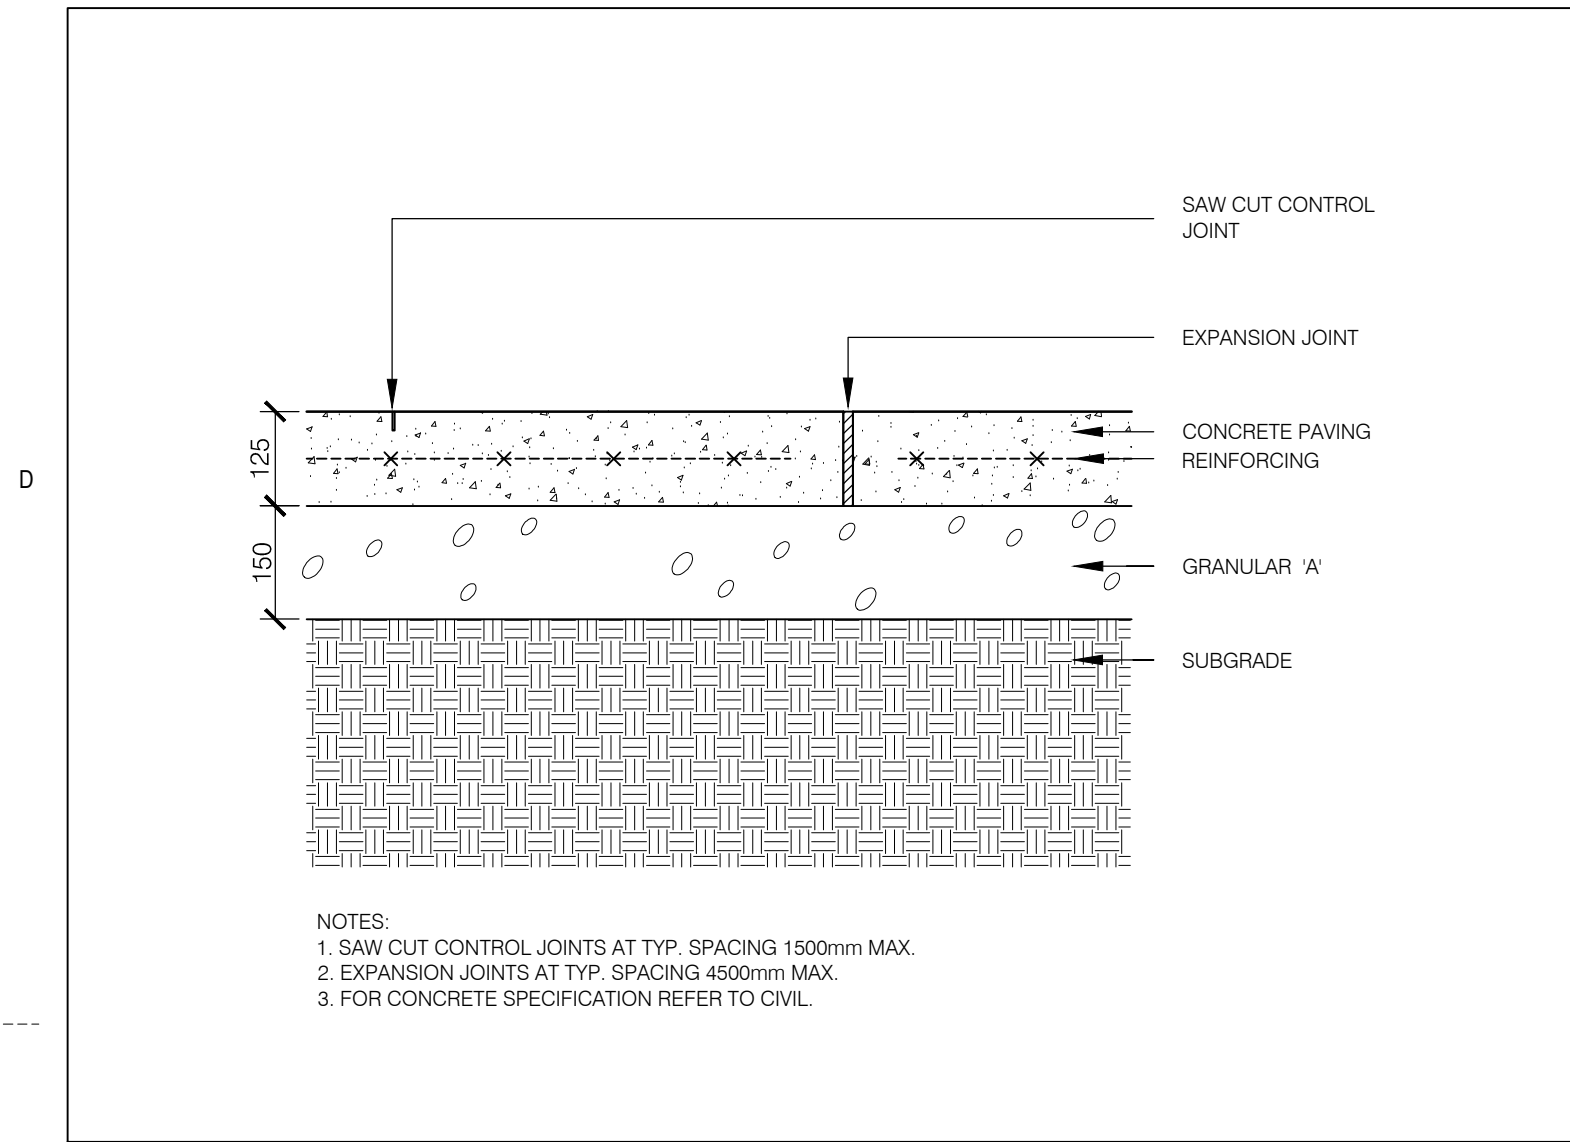 SAW CUT CONTROL
JOINT
EXPANSION JOINT
CONCRETE PAVING
REINFORCING
125
D
150
GRANULAR 'A'
SUBGRADE
NOTES:
1. SAW CUT CONTROL JOINTS AT TYP. SPACING 1500mm MAX.
2. EXPANSION JOINTS AT TYP. SPACING 4500mm MAX.
3. FOR CONCRETE SPECIFICATION REFER TO CIVIL.